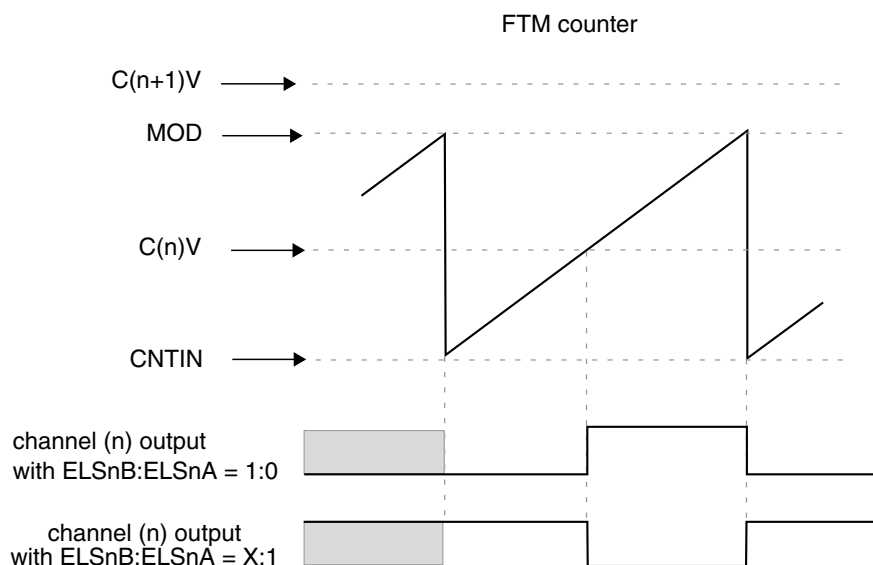 FTM counter
C(n+1)V
MOD
C(n)V
CNTIN
channel (n) output
with ELSnB:ELSnA = 1:0
channel (n) output
with ELSnB:ELSnA = X:1